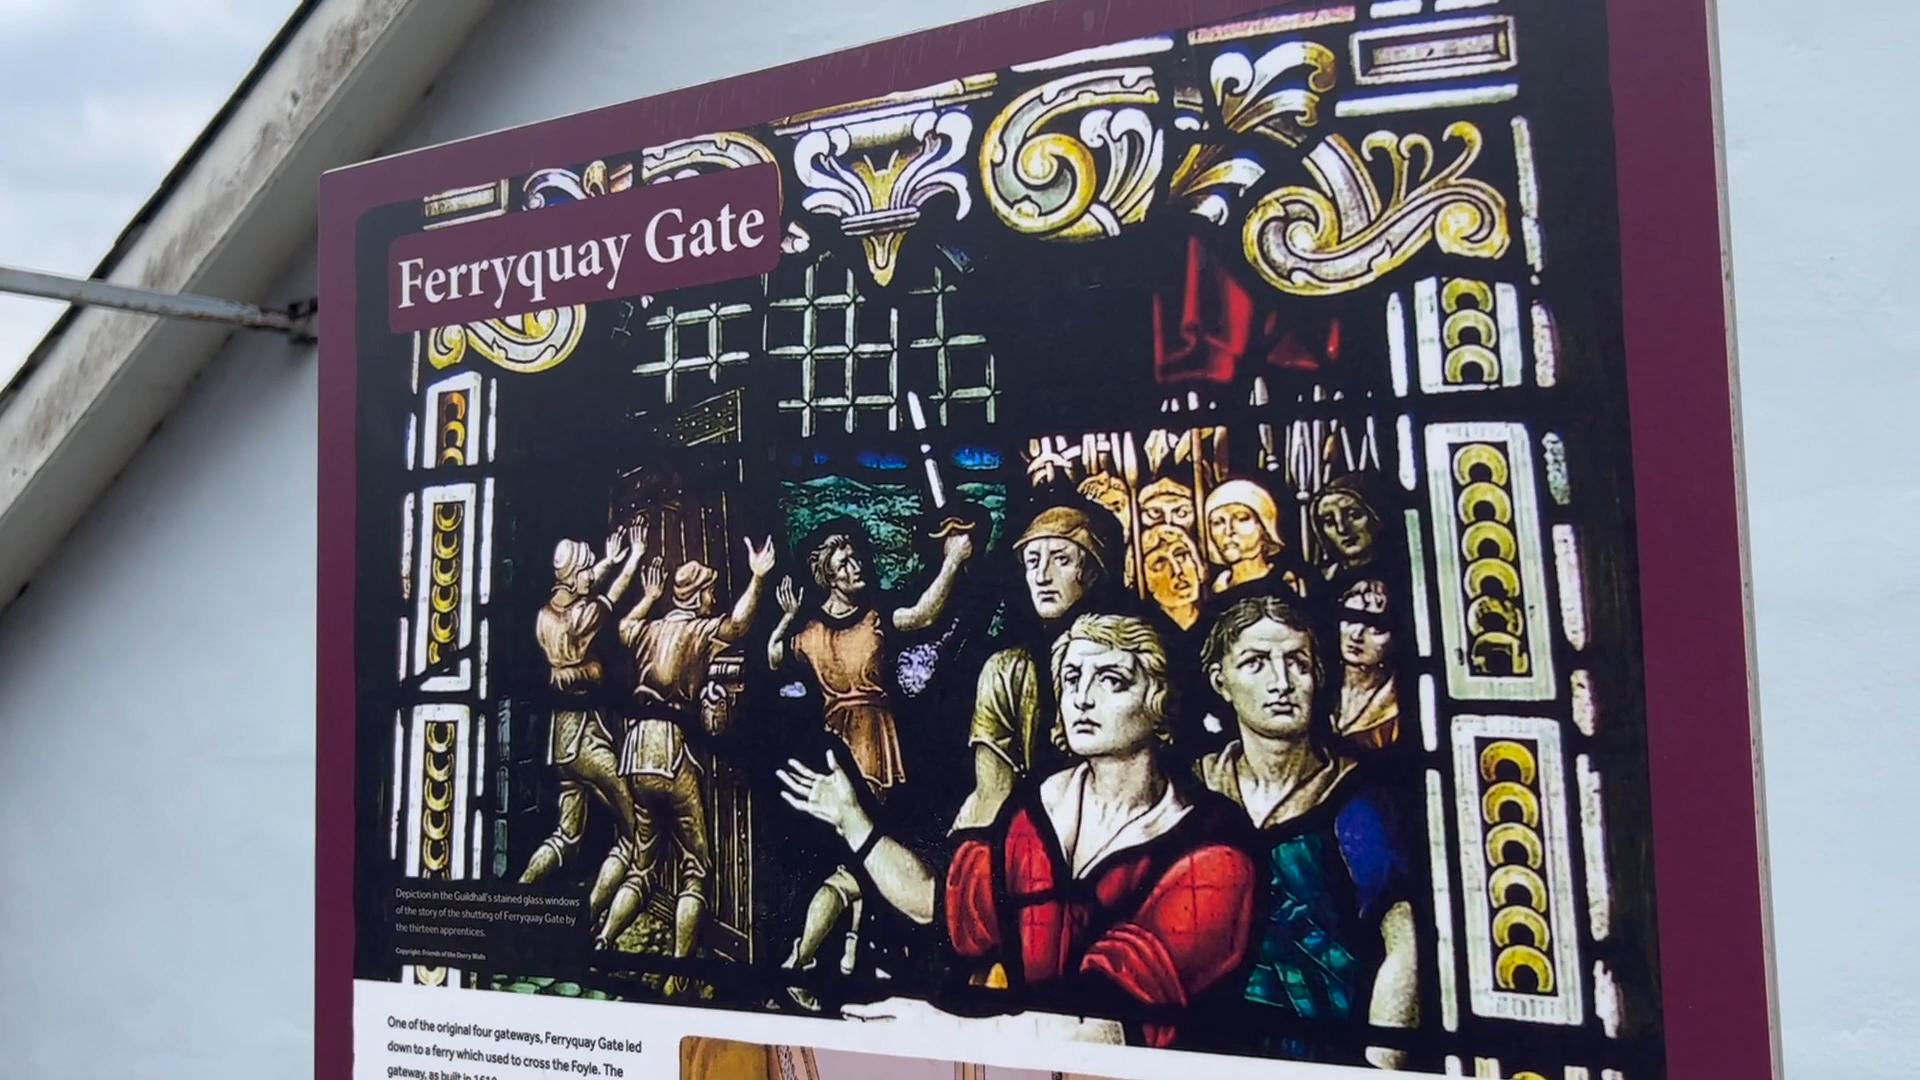 Ferryquay Gate
Depiction in the Guildhall's stained glass windows
of the story of the shutting of Ferryquay Gate by
the thirteen apprentices.
Copyright: Friends of the Derry Walls
One of the original four gateways, Ferryquay Gate led
down to a ferry which used to cross the Foyle. The
gateway, as built in